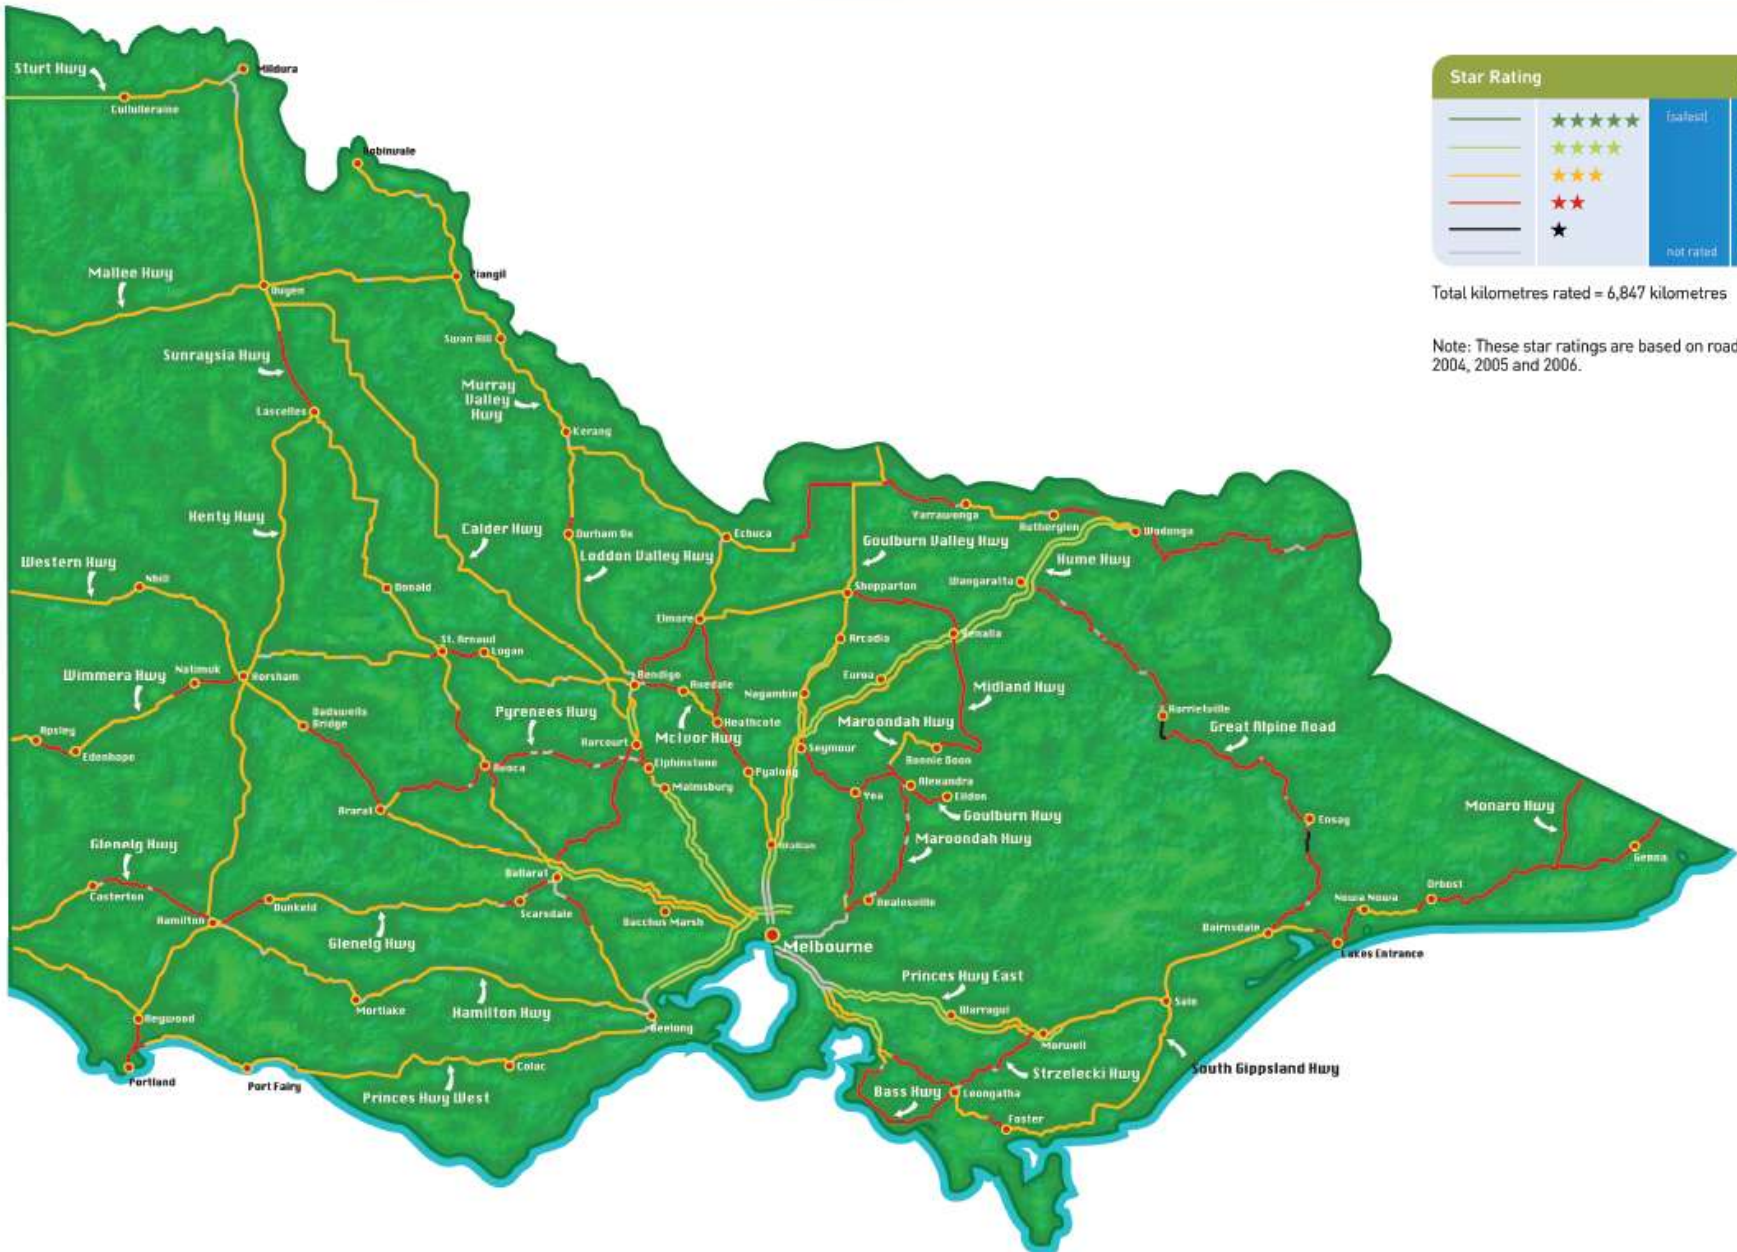 Sturt Hwy
Mildura
Cullulleraine
Robinvale
Mallee Hwy
Piangil
Ouyen
Swan Hill
Sunraysia Hwy
Murray
Valley
Hwy
Lascelles
Kerang
Henty Hwy
Calder Hwy
Durham Ox
Loddon Valley Hwy
Echuca
Yarrawonga
Rutherglen
Wodonga
Goulburn Valley Hwy
Hume Hwy
Western Hwy
Nhill
Donald
Shepparton
Wangaratta
Elmore
Arcadia
Benalla
St. Arnaud
Logan
Wimmera Hwy
Natimuk
Horsham
Bendigo
Euroa
Nagambie
Midland Hwy
Dadswells
Bridge
Pyrenees Hwy
McIvor Hwy
Heathcote
Maroondah Hwy
Great Alpine Road
Apsley
Edenhope
Harcourt
Seymour
Bonnie Doon
Avoca
Elphinstone
Pyalong
Malmsbury
Yea
Alexandra
Eildon
Goulburn Hwy
Ararat
Ensay
Monaro Hwy
Maroondah Hwy
Glenelg Hwy
Genoa
Casterton
Ballarat
Dunkeld
Scarsdale
Healesville
Orbost
Nowa Nowa
Hamilton
Bacchus Marsh
Glenelg Hwy
Melbourne
Bairnsdale
Lakes Entrance
Princes Hwy East
Mortlake
Hamilton Hwy
Sale
Warragul
Heywood
Geelong
Morwell
Colac
Portland
Port Fairy
Princes Hwy West
Strzelecki Hwy
South Gippsland Hwy
Bass Hwy
Leongatha
Foster
Star Rating
(safest)
not rated
Total kilometres rated = 6,847 kilometres
Note: These star ratings are based on road
2004, 2005 and 2006.